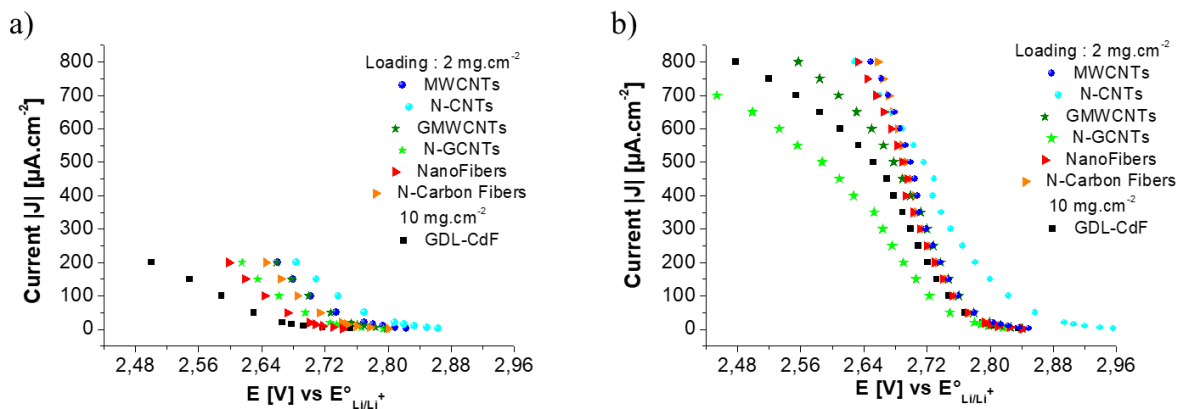 a)
Current |J| [µA.cm⁻²]
800
700
600
500
400
300
200
100
0
Loading : 2 mg.cm⁻²
MWCNTs
N-CNTs
GMWCNTs
N-GCNTs
NanoFibers
N-Carbon Fibers
10 mg.cm⁻²
GDL-CdF
2,48 2,56 2,64 2,72 2,80 2,88 2,96
E [V] vs E°Li/Li⁺
b)
Current |J| [µA.cm⁻²]
800
700
600
500
400
300
200
100
0
Loading : 2 mg.cm⁻²
MWCNTs
N-CNTs
GMWCNTs
N-GCNTs
NanoFibers
N-Carbon Fibers
10 mg.cm⁻²
GDL-CdF
2,48 2,56 2,64 2,72 2,80 2,88 2,96
E [V] vs E°Li/Li⁺